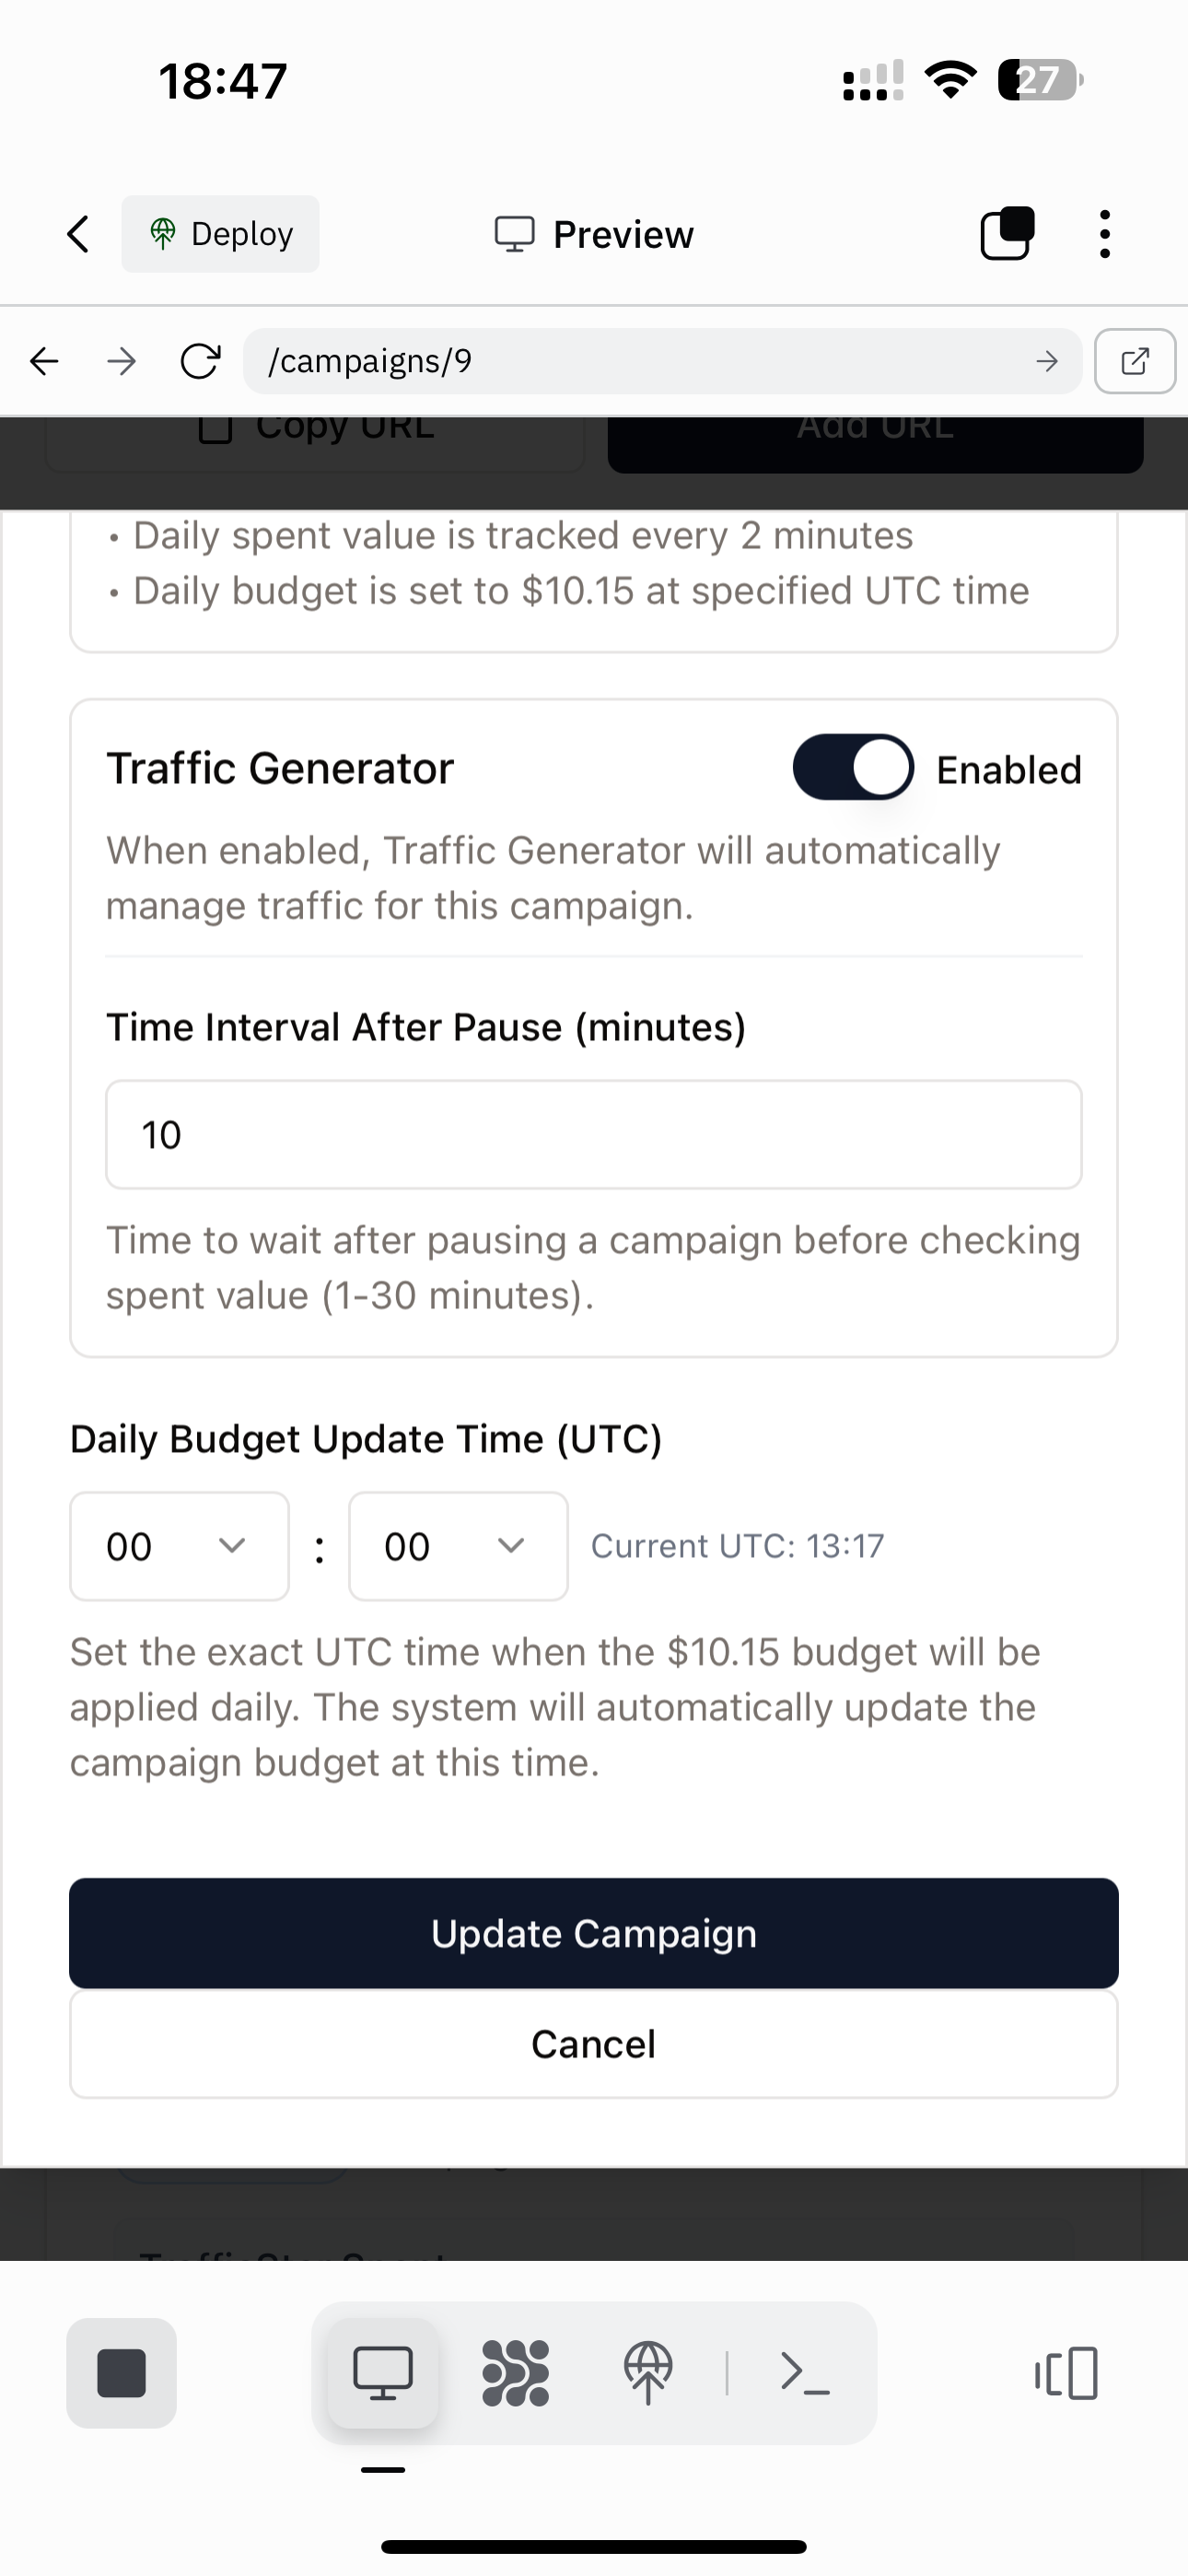 18:47
27
Deploy
Preview
/campaigns/9
Copy URL
Add URL
• Daily spent value is tracked every 2 minutes
• Daily budget is set to $10.15 at specified UTC time
Traffic Generator
Enabled
When enabled, Traffic Generator will automatically
manage traffic for this campaign.
Time Interval After Pause (minutes)
10
Time to wait after pausing a campaign before checking
spent value (1-30 minutes).
Daily Budget Update Time (UTC)
00 : 00 Current UTC: 13:17
Set the exact UTC time when the $10.15 budget will be
applied daily. The system will automatically update the
campaign budget at this time.
Update Campaign
Cancel